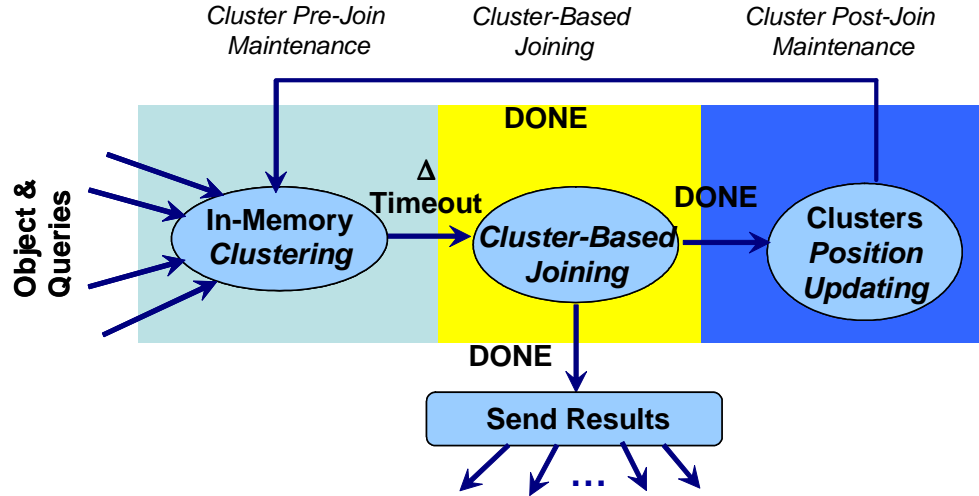 Cluster Pre-Join
Maintenance
Cluster-Based
Joining
Cluster Post-Join
Maintenance
DONE
Object &
Queries
In-Memory
Clustering
Δ
Timeout
Cluster-Based
Joining
DONE
Clusters
Position
Updating
DONE
Send Results
...